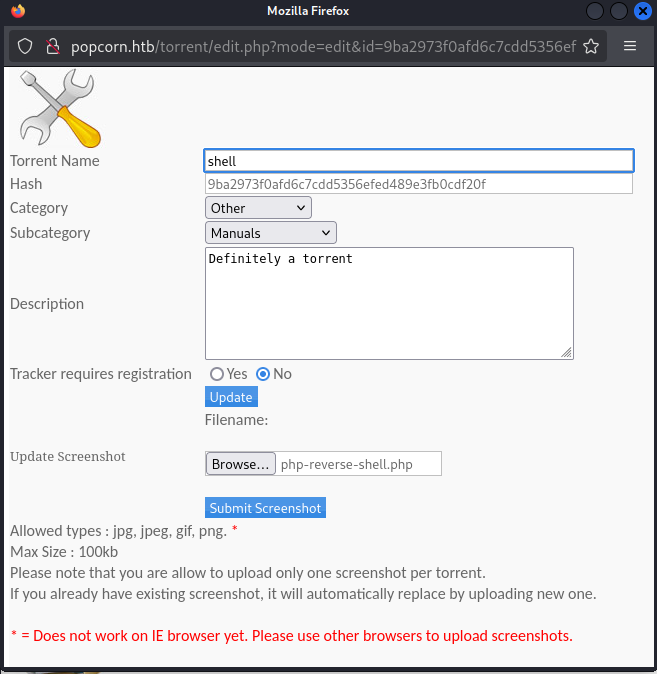 Mozilla Firefox
popcorn.htb/torrent/edit.php?mode=edit&id=9ba2973f0afd6c7cdd5356ef
Torrent Name shell
Hash 9ba2973f0afd6c7cdd5356efed489e3fb0cdf20f
Category Other
Subcategory Manuals
Description Definitely a torrent
Tracker requires registration Yes No
Update
Filename:
Update Screenshot Browse... php-reverse-shell.php
Submit Screenshot
Allowed types : jpg, jpeg, gif, png. *
Max Size : 100kb
Please note that you are allow to upload only one screenshot per torrent.
If you already have existing screenshot, it will automatically replace by uploading new one.
* = Does not work on IE browser yet. Please use other browsers to upload screenshots.